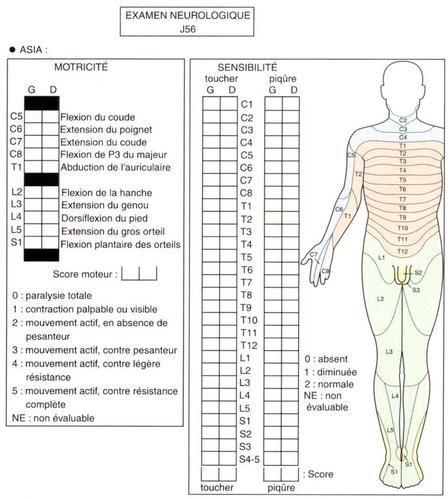 EXAMEN NEUROLOGIQUE
J56
● ASIA :
MOTRICITÉ
G D
C5 Flexion du coude
C6 Extension du poignet
C7 Extension du coude
C8 Flexion de P3 du majeur
T1 Abduction de l'auriculaire
L2 Flexion de la hanche
L3 Extension du genou
L4 Dorsiflexion du pied
L5 Extension du gros orteil
S1 Flexion plantaire des orteils
Score moteur :
0 : paralysie totale
1 : contraction palpable ou visible
2 : mouvement actif, en absence de
pesanteur
3 : mouvement actif, contre pesanteur
4 : mouvement actif, contre légère
résistance
5 : mouvement actif, contre résistance
complète
NE : non évaluable
SENSIBILITÉ
toucher piqûre
G D G D
C1
C2
C3
C4
C5
C6
C7
C8
T1
T2
T3
T4
T5
T6
T7
T8
T9
T10
T11
T12
L1
L2
L3
L4
L5
S1
S2
S3
S4-5
: Score
toucher piqûre
0 : absent
1 : diminuée
2 : normale
NE : non
évaluable
C2
C3
C4
T1
T2
T3
T4
T5
T6
T7
T8
T9
T10
T11
T12
C5
T2
C6
T1
C7
C8
L1
S2
S3
L2
L3
L4
L5
S1
S1